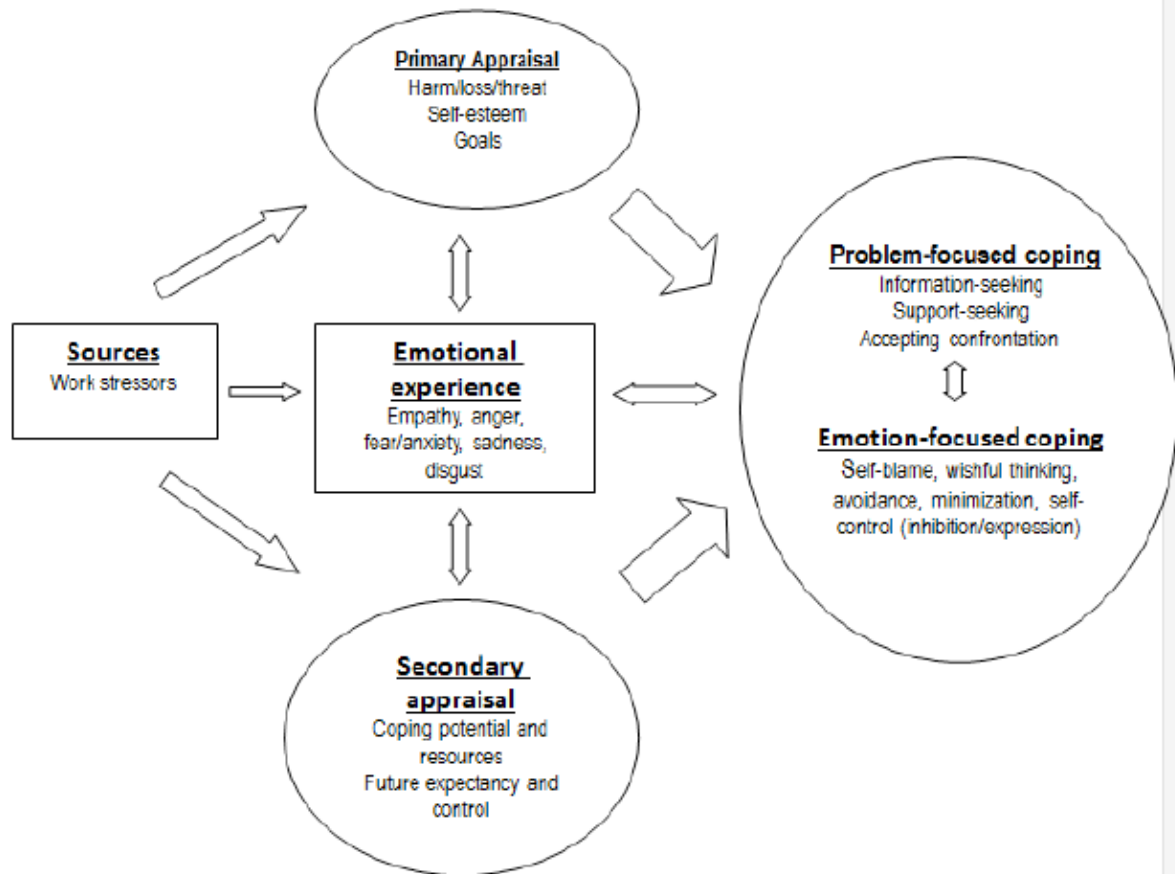 Primary Appraisal
Harm/loss/threat
Self-esteem
Goals
Sources
Work stressors
Emotional
experience
Empathy, anger,
fear/anxiety, sadness,
disgust
Secondary
appraisal
Coping potential and
resources
Future expectancy and
control
Problem-focused coping
Information-seeking
Support-seeking
Accepting confrontation
Emotion-focused coping
Self-blame, wishful thinking,
avoidance, minimization, self-
control (inhibition/expression)